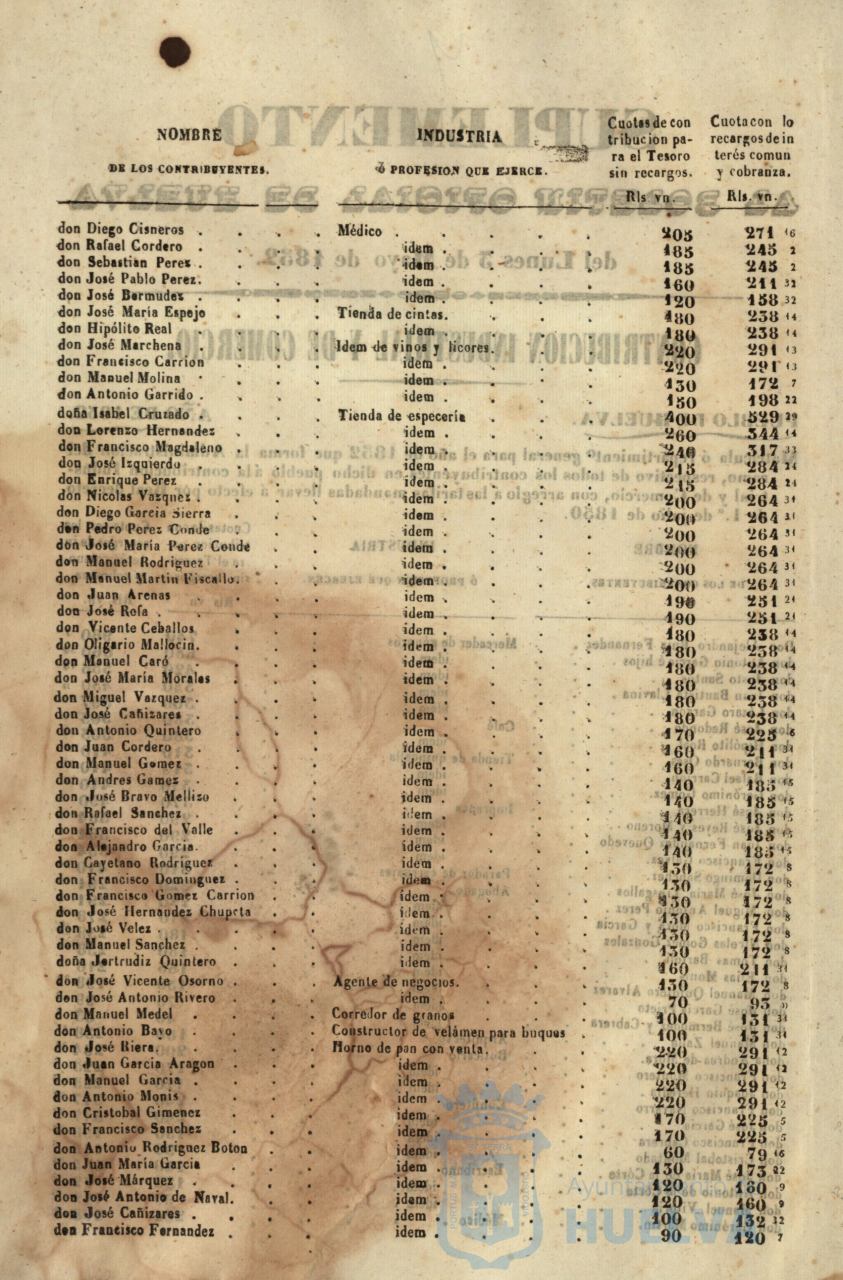 NOMBRE INDUSTRIA Cuotas de con Cuota con lo
tribucion pa- recargos de in
DE LOS CONTRIBUYENTES. Ó PROFESION QUE EJERCE. ra el Tesoro terés comun
sin recargos. y cobranza.
Rls vn. Rls. vn.
don Diego Cisneros . Médico . 205 271 16
don Rafael Cordero . idem . 185 245 2
don Sebastian Perez . idem . 185 245 2
don José Pablo Perez. idem . 160 211 32
don José Bermudez . idem . 120 158 32
don José María Espejo Tienda de cintas. 180 238 14
don Hipólito Real . idem . 180 238 14
don José Marchena . Idem de vinos y licores. 220 291 13
don Francisco Carrion idem . 220 291 13
don Manuel Molina idem . 130 172 7
don Antonio Garrido . idem . 150 198 22
doña Isabel Cruzado . Tienda de especería 400 529 29
don Lorenzo Hernandez idem . 260 344 14
don Francisco Magdaleno . idem . 240 317 33
don José Izquierdo . idem . 215 284 24
don Enrique Perez . idem . 215 284 24
don Nicolas Vazquez . idem . 200 264 31
don Diego Garcia Sierra idem . 200 264 31
don Pedro Perez Conde idem . 200 264 31
don José María Perez Conde idem . 200 264 31
don Manuel Rodriguez idem . 200 264 31
don Manuel Martin Fiscallo. idem . 200 264 31
don Juan Arenas idem . 190 251 21
don José Rofa . idem . 190 251 21
don Vicente Ceballos idem . 180 238 14
don Oligario Mallocin. idem . 180 238 14
don Manuel Caró idem . 180 238 14
don José María Morales idem . 180 238 14
don Miguel Vazquez . idem . 180 238 14
don José Cañizares . idem . 180 238 14
don Antonio Quintero idem . 170 225 6
don Juan Cordero . idem . 160 211 31
don Manuel Gomez . idem . 160 211 31
don Andres Gamez . idem . 140 185 15
don José Bravo Mellizo idem . 140 185 15
don Rafael Sanchez . idem . 140 185 15
don Francisco del Valle idem . 140 185 15
don Alejandro Garcia. idem . 140 185 15
don Cayetano Rodriguez idem . 130 172 8
don Francisco Dominguez . idem . 130 172 8
don Francisco Gomez Carrion idem . 130 172 8
don José Hernandez Chupeta idem . 130 172 8
don José Velez . idem . 130 172 8
don Manuel Sanchez . idem . 130 172 8
doña Jertrudiz Quintero . idem . 160 211 31
don José Vicente Osorno . Agente de negocios. 130 172 8
don José Antonio Rivero . idem . 70 93 »
don Manuel Medel . Corredor de granos 100 131 31
don Antonio Bayo . Constructor de velámen para buques 100 131 31
don José Riera. Horno de pan con venta. 220 291 12
don Juan Garcia Aragon . idem . 220 291 12
don Manuel Garcia . idem . 220 291 12
don Antonio Monis . idem . 220 291 12
don Cristobal Gimenez idem . 170 225 5
don Francisco Sanchez idem . 170 225 5
don Antonio Rodriguez Boton idem . 60 79 16
don Juan María Garcia idem . 130 173 22
don José Márquez . idem . 120 160 9
don José Antonio de Naval. idem . 120 160 9
don José Cañizares . idem . 100 132 12
don Francisco Fernandez . idem . 90 120 7
Ayuntamiento
HUELVA